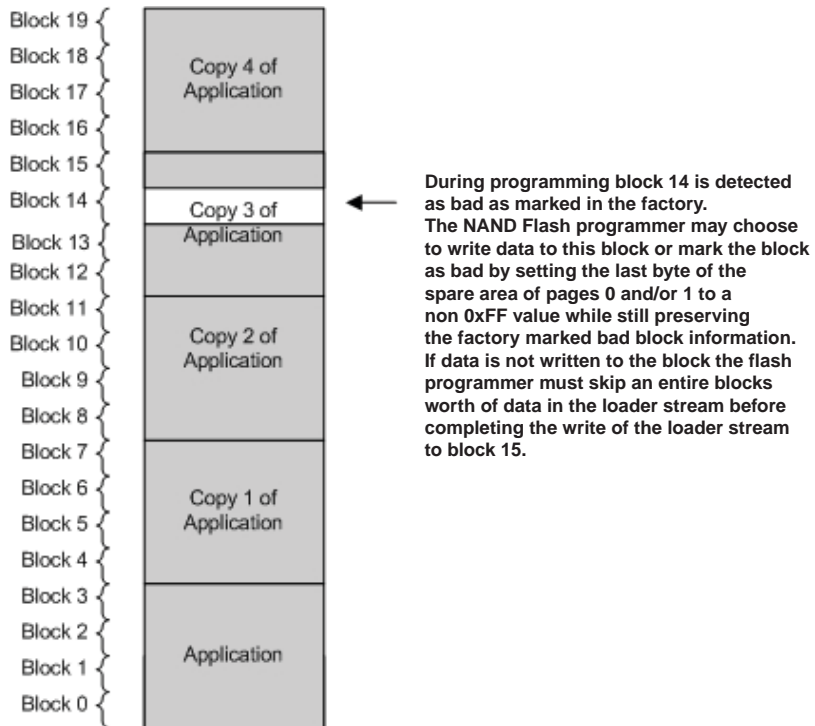 Block 19
Block 18
Block 17
Block 16
Block 15
Block 14
Block 13
Block 12
Block 11
Block 10
Block 9
Block 8
Block 7
Block 6
Block 5
Block 4
Block 3
Block 2
Block 1
Block 0
Copy 4 of
Application
Copy 3 of
Application
Copy 2 of
Application
Copy 1 of
Application
Application
During programming block 14 is detected
as bad as marked in the factory.
The NAND Flash programmer may choose
to write data to this block or mark the block
as bad by setting the last byte of the
spare area of pages 0 and/or 1 to a
non 0xFF value while still preserving
the factory marked bad block information.
If data is not written to the block the flash
programmer must skip an entire blocks
worth of data in the loader stream before
completing the write of the loader stream
to block 15.